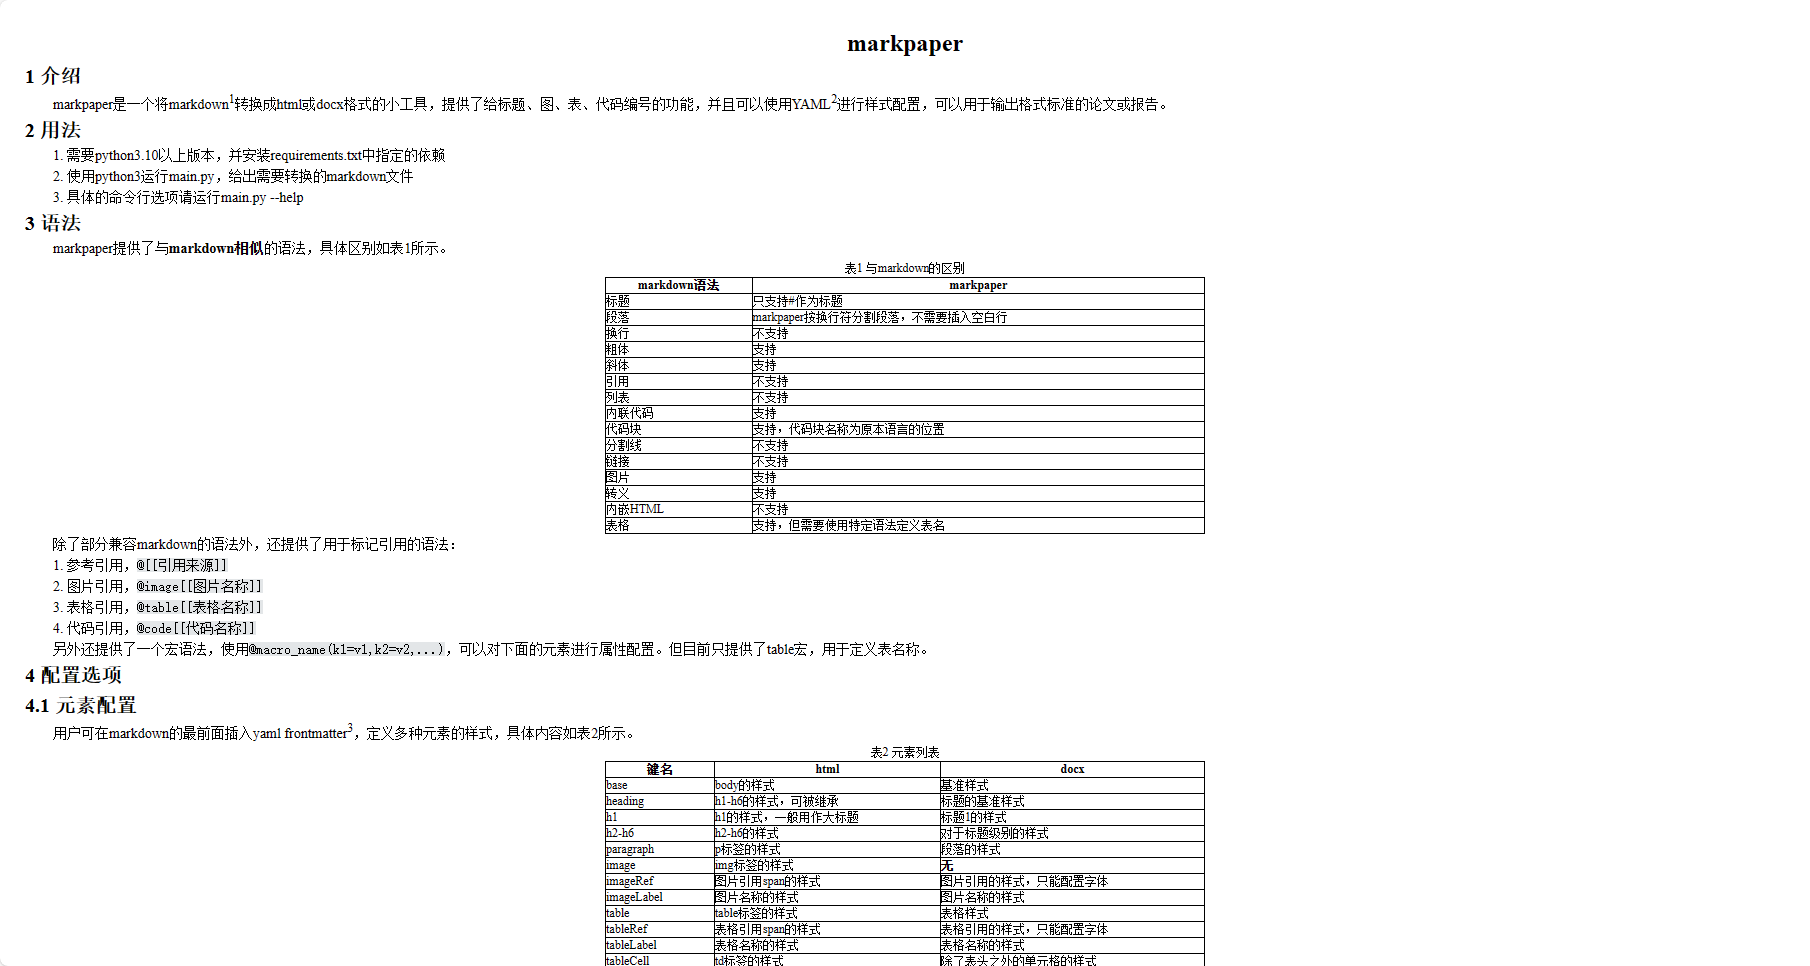 markpaper
1 介绍
markpaper是一个将markdown1转换成html或docx格式的小工具，提供了给标题、图、表、代码编号的功能，并且可以使用YAML2进行样式配置，可以用于输出格式标准的论文或报告。
2 用法
1. 需要python3.10以上版本，并安装requirements.txt中指定的依赖
2. 使用python3运行main.py，给出需要转换的markdown文件
3. 具体的命令行选项请运行main.py --help
3 语法
markpaper提供了与markdown相似的语法，具体区别如表1所示。
表1 与markdown的区别
markdown语法 markpaper
标题 只支持#作为标题
段落 markpaper按换行符分割段落，不需要插入空白行
换行 不支持
粗体 支持
斜体 支持
引用 不支持
列表 不支持
内联代码 支持
代码块 支持，代码块名称为原本语言的位置
分割线 不支持
链接 不支持
图片 支持
转义 支持
内嵌HTML 不支持
表格 支持，但需要使用特定语法定义表名
除了部分兼容markdown的语法外，还提供了用于标记引用的语法：
1. 参考引用，@[[引用来源]]
2. 图片引用，@image[[图片名称]]
3. 表格引用，@table[[表格名称]]
4. 代码引用，@code[[代码名称]]
另外还提供了一个宏语法，使用@macro_name(k1=v1,k2=v2,...)，可以对下面的元素进行属性配置。但目前只提供了table宏，用于定义表名称。
4 配置选项
4.1 元素配置
用户可在markdown的最前面插入yaml frontmatter3，定义多种元素的样式，具体内容如表2所示。
表2 元素列表
键名 html docx
base body的样式 基准样式
heading h1-h6的样式，可被继承 标题的基准样式
h1 h1的样式，一般用作大标题 标题1的样式
h2-h6 h2-h6的样式 对于标题级别的样式
paragraph p标签的样式 段落的样式
image img标签的样式 无
imageRef 图片引用span的样式 图片引用的样式，只能配置字体
imageLabel 图片名称的样式 图片名称的样式
table table标签的样式 表格样式
tableRef 表格引用span的样式 表格引用的样式，只能配置字体
tableLabel 表格名称的样式 表格名称的样式
tableCell td标签的样式 除了表头之外的单元格的样式